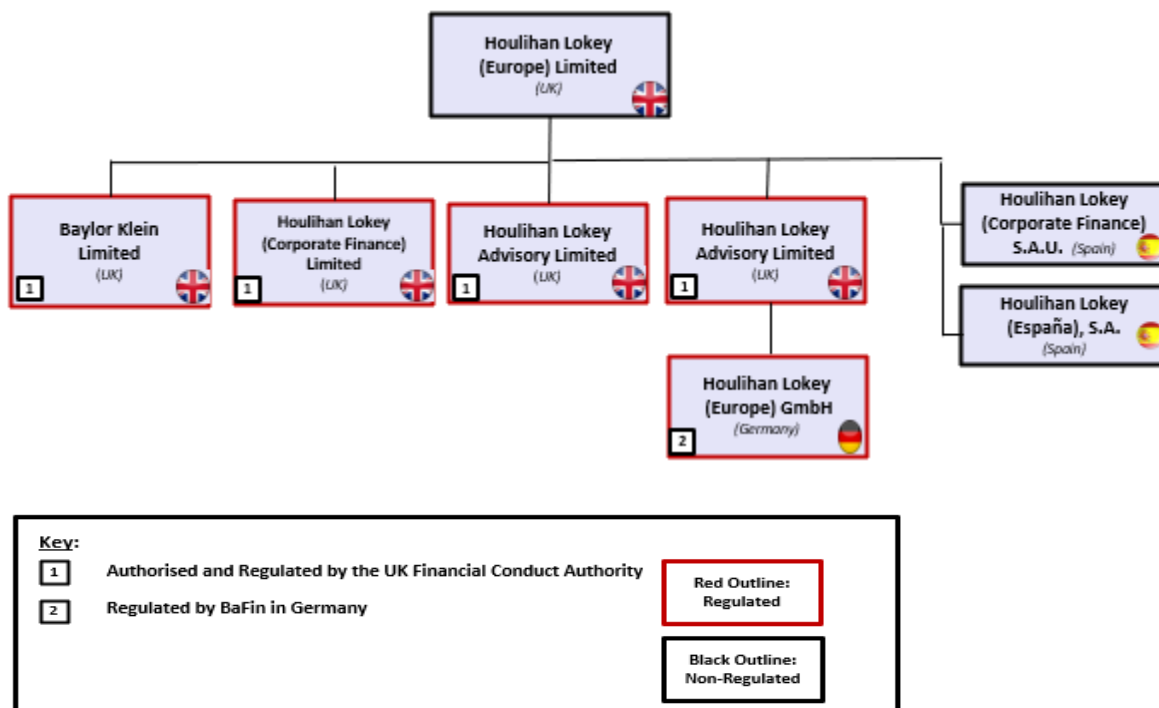 Houlihan Lokey
(Europe) Limited
(UK)
Baylor Klein
Limited
(UK)
1
Houlihan Lokey
(Corporate Finance)
Limited
(UK)
1
Houlihan Lokey
Advisory Limited
(UK)
1
Houlihan Lokey
Advisory Limited
(UK)
1
Houlihan Lokey
(Corporate Finance)
S.A.U. (Spain)
Houlihan Lokey
(España), S.A.
(Spain)
Houlihan Lokey
(Europe) GmbH
(Germany)
2
Key:
1 Authorised and Regulated by the UK Financial Conduct Authority
2 Regulated by BaFin in Germany
Red Outline:
Regulated
Black Outline:
Non-Regulated